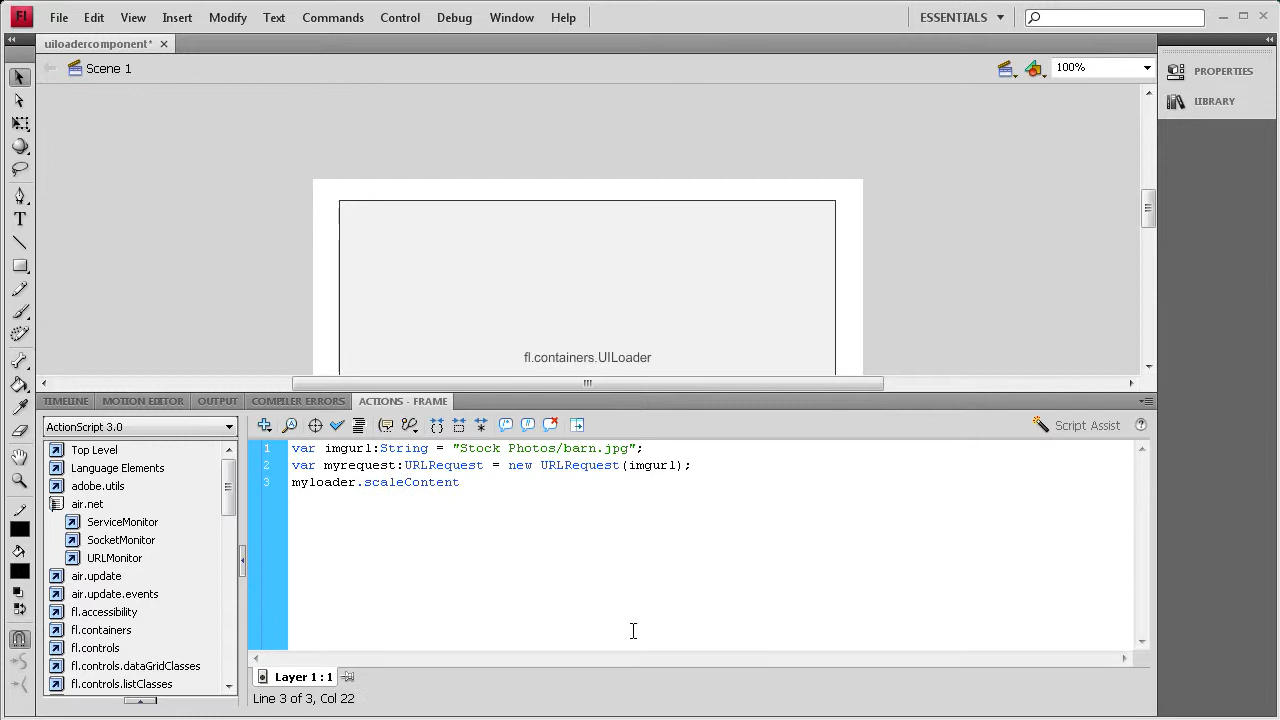 Fl File Edit View Insert Modify Text Commands Control Debug Window Help ESSENTIALS
uiloadercomponent*
Scene 1 100%
PROPERTIES
LIBRARY
fl.containers.UILoader
TIMELINE MOTION EDITOR OUTPUT COMPILER ERRORS ACTIONS - FRAME
ActionScript 3.0 Script Assist
Top Level
Language Elements
adobe.utils
air.net
ServiceMonitor
SocketMonitor
URLMonitor
air.update
air.update.events
fl.accessibility
fl.containers
fl.controls
fl.controls.dataGridClasses
fl.controls.listClasses
1 var imgurl:String = "Stock Photos/barn.jpg";
2 var myrequest:URLRequest = new URLRequest(imgurl);
3 myloader.scaleContent
Layer 1 : 1
Line 3 of 3, Col 22